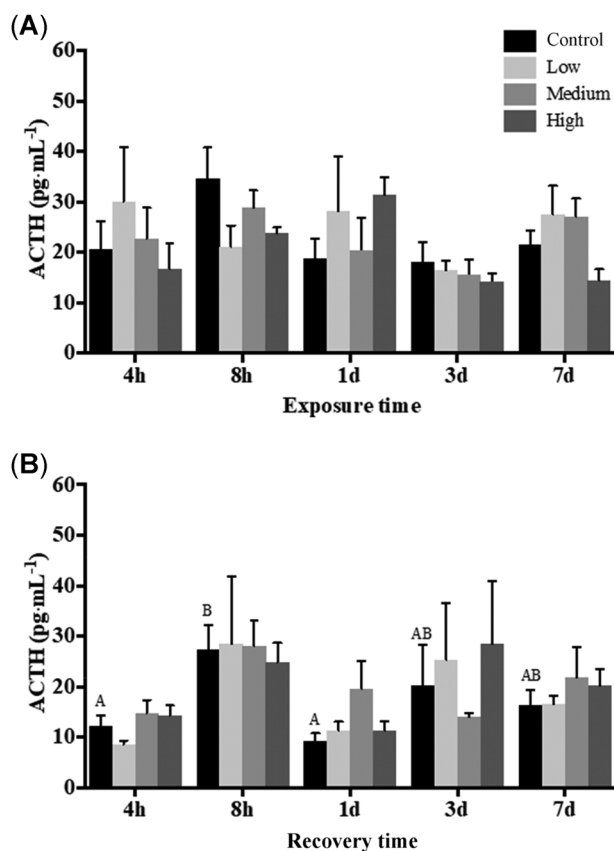 (A)
60
50
40
30
20
10
0
ACTH (pg·mL⁻¹)
Control
Low
Medium
High
4h 8h 1d 3d 7d
Exposure time
(B)
60
50
40
30
20
10
0
ACTH (pg·mL⁻¹)
A B A AB AB
4h 8h 1d 3d 7d
Recovery time